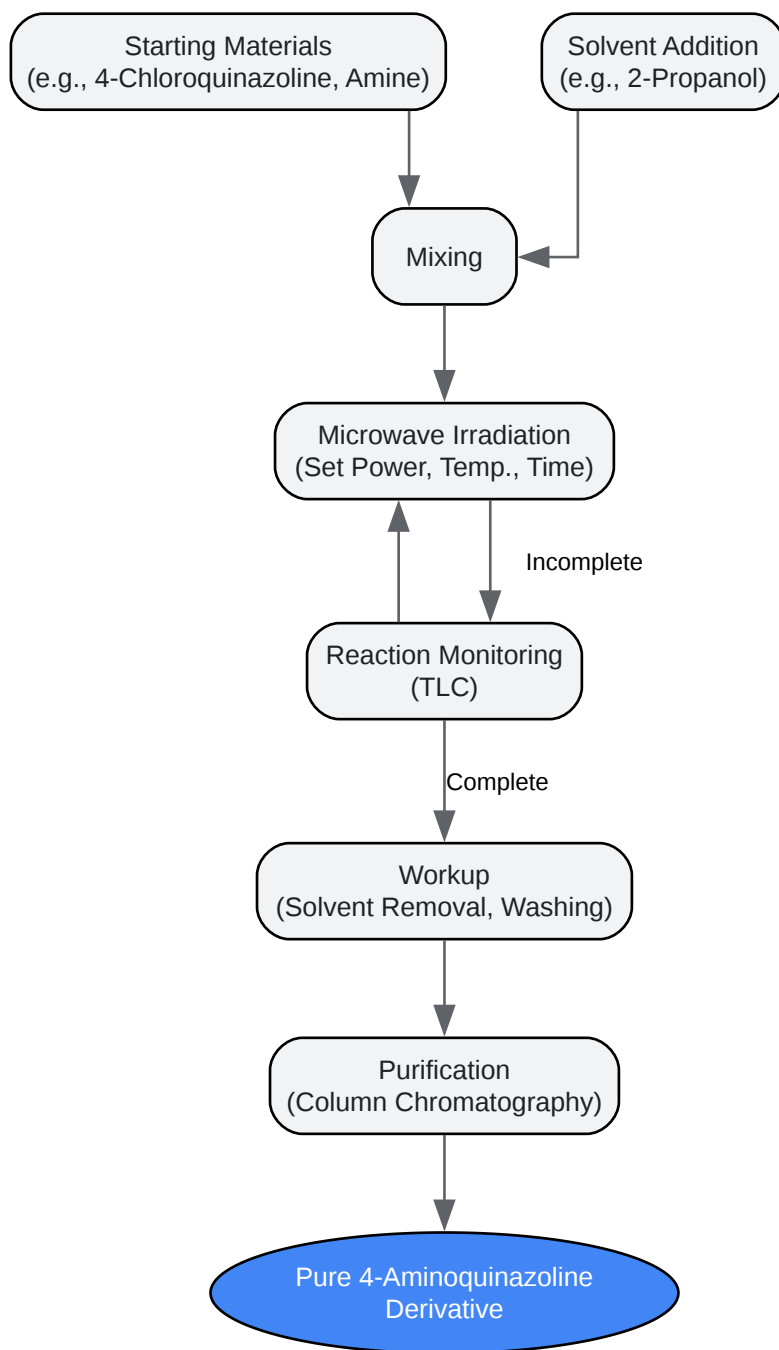 Starting Materials
(e.g., 4-Chloroquinazoline, Amine)
Solvent Addition
(e.g., 2-Propanol)
Mixing
Microwave Irradiation
(Set Power, Temp., Time)
Incomplete
Reaction Monitoring
(TLC)
Complete
Workup
(Solvent Removal, Washing)
Purification
(Column Chromatography)
Pure 4-Aminoquinazoline
Derivative